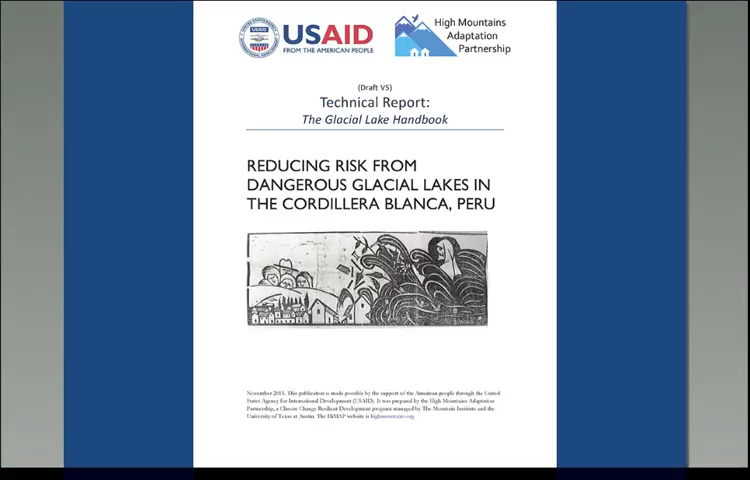 USAID
FROM THE AMERICAN PEOPLE
High Mountains
Adaptation
Partnership
(Draft V5)
Technical Report:
The Glacial Lake Handbook
REDUCING RISK FROM
DANGEROUS GLACIAL LAKES IN
THE CORDILLERA BLANCA, PERU
November 2013. This publication is made possible by the support of the American people through the United
States Agency for International Development (USAID). It was prepared by the High Mountains Adaptation
Partnership, a Climate Change Resilient Development program managed by The Mountain Institute and the
University of Texas at Austin. The HiMAP website is highmountains.org